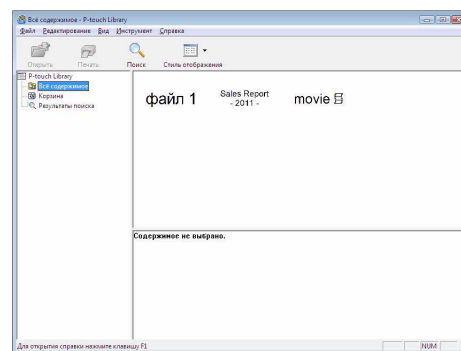 Всё содержимое - P-touch Library
Файл Редактирование Вид Инструмент Справка
Открыть Печать Поиск Стиль отображения
P-touch Library
Всё содержимое
Корзина
Результаты поиска
файл 1
Sales Report
- 2011 -
movie
Содержимое не выбрано.
Для открытия справки нажмите клавишу F1
NUM